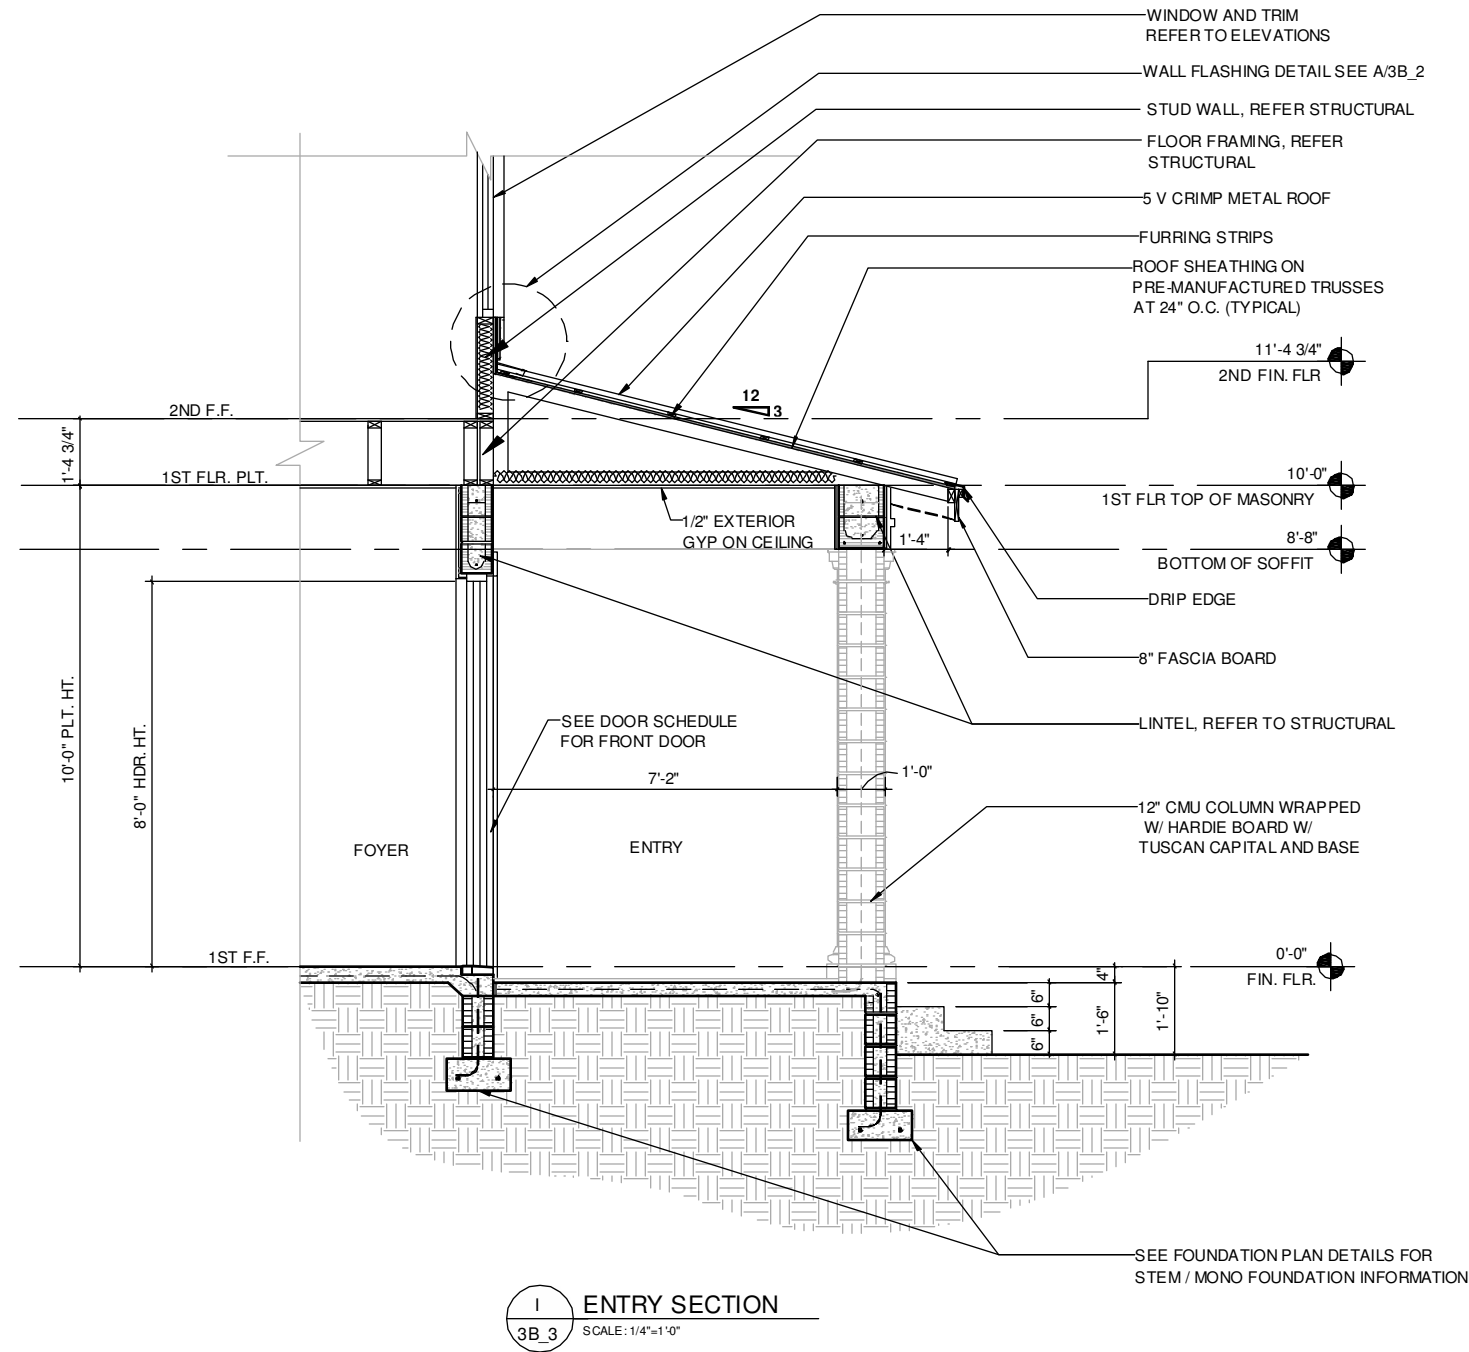 WINDOW AND TRIM
REFER TO ELEVATIONS
WALL FLASHING DETAIL SEE A/3B_2
STUD WALL, REFER STRUCTURAL
FLOOR FRAMING, REFER
STRUCTURAL
5 V CRIMP METAL ROOF
FURRING STRIPS
ROOF SHEATHING ON
PRE-MANUFACTURED TRUSSES
AT 24" O.C. (TYPICAL)
11'-4 3/4"
2ND FIN. FLR
12
3
2ND F.F.
1'-4 3/4"
1ST FLR. PLT.
10'-0"
1ST FLR TOP OF MASONRY
1/2" EXTERIOR
GYP ON CEILING
1'-4"
8'-8"
BOTTOM OF SOFFIT
DRIP EDGE
8" FASCIA BOARD
10'-0" PLT. HT.
8'-0" HDR. HT.
SEE DOOR SCHEDULE
FOR FRONT DOOR
LINTEL, REFER TO STRUCTURAL
7'-2"
1'-0"
12" CMU COLUMN WRAPPED
W/ HARDIE BOARD W/
TUSCAN CAPITAL AND BASE
FOYER
ENTRY
1ST F.F.
0'-0"
FIN. FLR.
4"
6"
6"
6"
1'-6"
1'-10"
SEE FOUNDATION PLAN DETAILS FOR
STEM / MONO FOUNDATION INFORMATION
I
3B_3
ENTRY SECTION
SCALE: 1/4"=1'0"